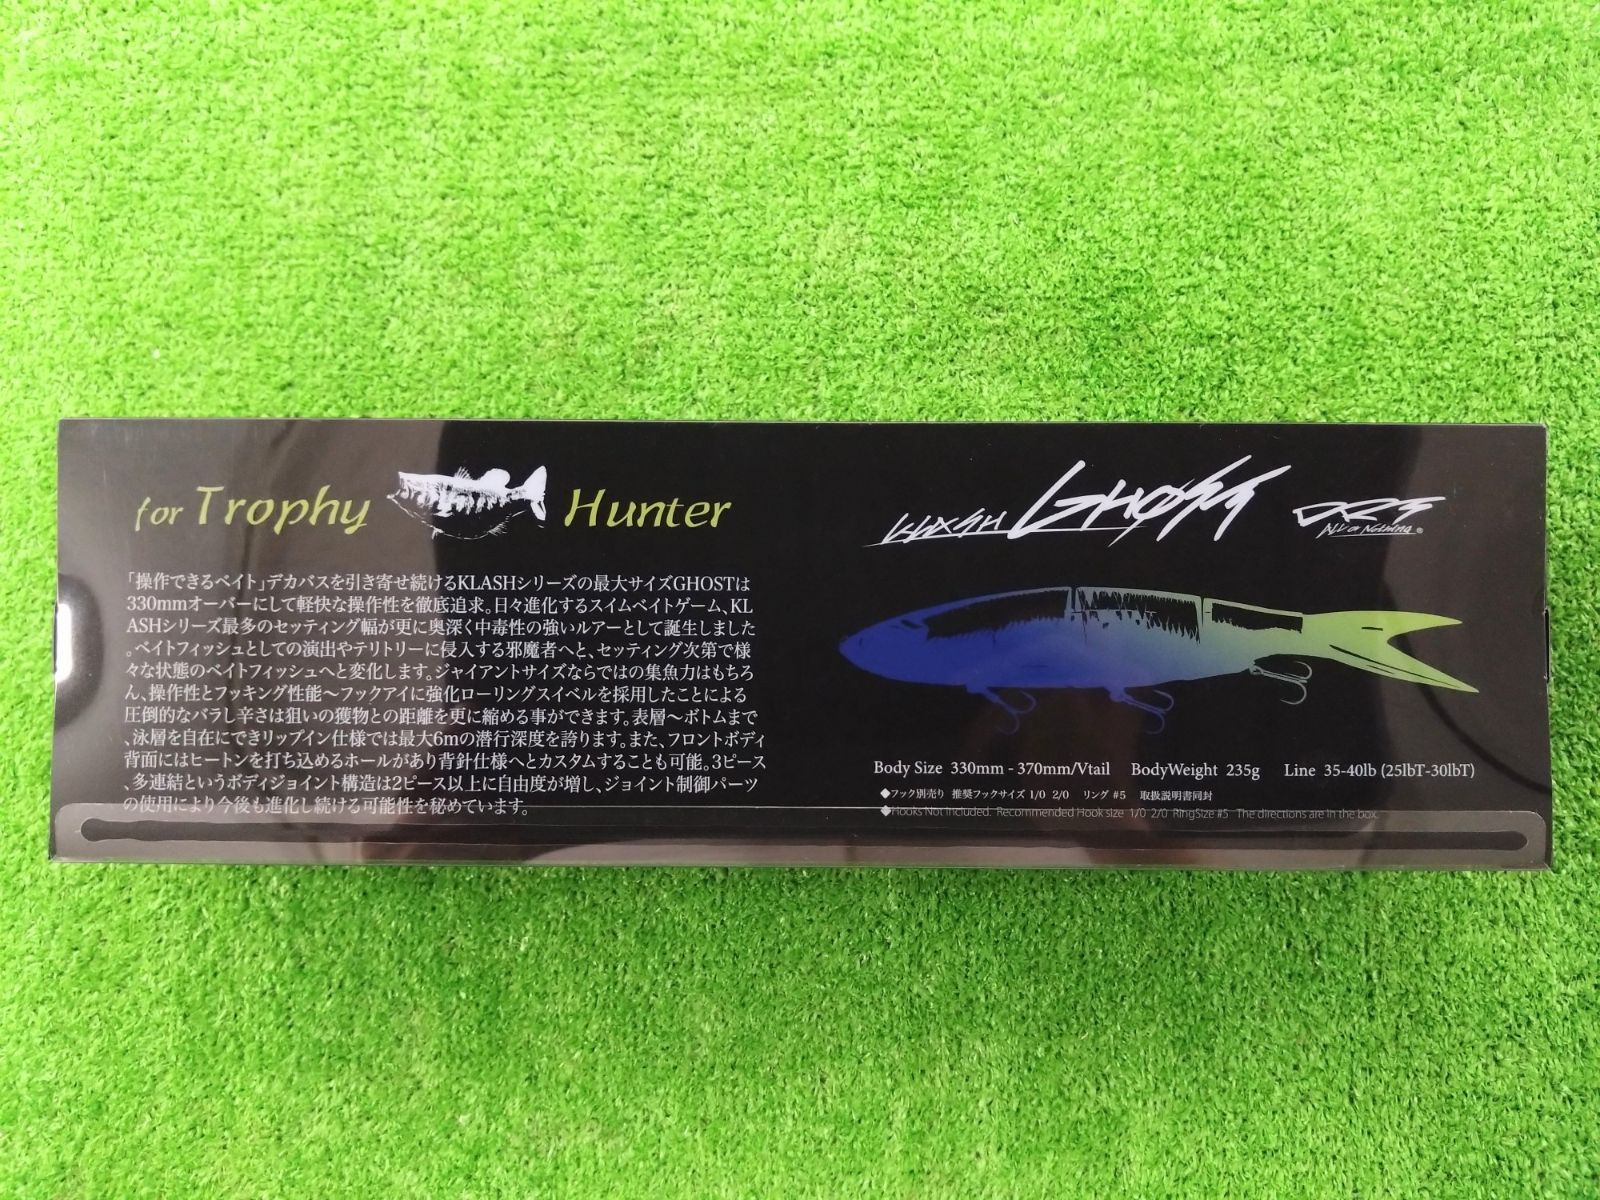 for Trophy Hunter
「操作できるベイト」デカバスを引き寄せ続けるKLASHシリーズの最大サイズGHOSTは
330mmオーバーにして軽快な操作性を徹底追求。日々進化するスイムベイトゲーム、KL
ASHシリーズ最多のセッティング幅が更に奥深く中毒性の強いルアーとして誕生しました
。ベイトフィッシュとしての演出やテリトリーに侵入する邪魔者へと、セッティング次第で様
々な状態のベイトフィッシュへと変化します。ジャイアントサイズならではの集魚力はもちろ
ん、操作性とフッキング性能〜フックアイに強化ローリングスイベルを採用したことによる
圧倒的なバラし辛さは狙いの獲物との距離を更に縮める事ができます。表層〜ボトムまで
、泳層を自在にできリップイン仕様では最大6mの潜行深度を誇ります。また、フロントボディ
背面にはヒートンを打ち込めるホールがあり背針仕様へとカスタムすることも可能。3ピース
、多連結というボディジョイント構造は2ピース以上に自由度が増し、ジョイント制御パーツ
の使用により今後も進化し続ける可能性を秘めています。
KLASH GHOST
DRT
ALL or Nothing ®
Body Size 330mm - 370mm/Vtail BodyWeight 235g Line 35-40lb (25lbT-30lbT)
◆フック別売り 推奨フックサイズ 1/0 2/0 リング #5 取扱説明書同封
◆Hooks Not Included. Recommended Hook size 1/0 2/0 RingSize #5 The directions are in the box.